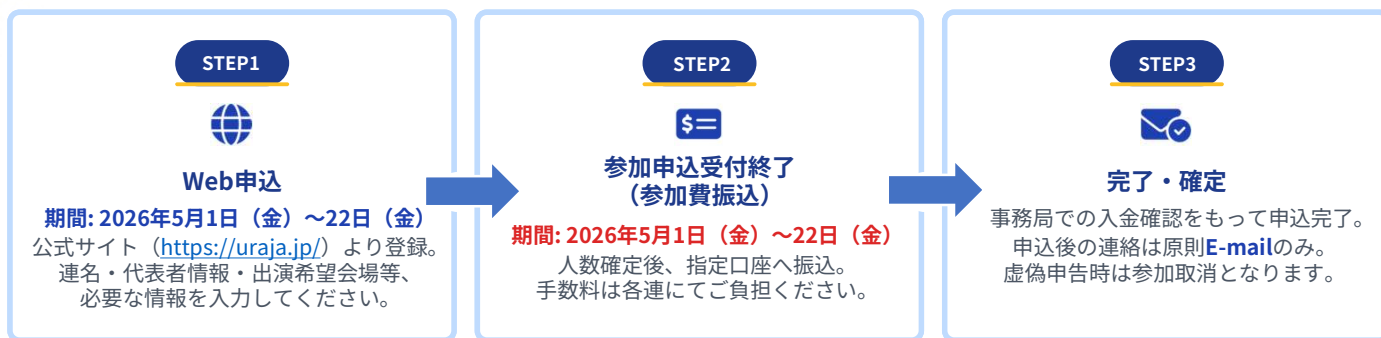 STEP1
Web申込
期間: 2026年5月1日（金）～22日（金）
公式サイト（https://uraja.jp/）より登録。
連名・代表者情報・出演希望会場等、
必要な情報を入力してください。
STEP2
参加申込受付終了
（参加費振込）
期間: 2026年5月1日（金）～22日（金）
人数確定後、指定口座へ振込。
手数料は各連にてご負担ください。
STEP3
完了・確定
事務局での入金確認をもって申込完了。
申込後の連絡は原則E-mailのみ。
虚偽申告時は参加取消となります。